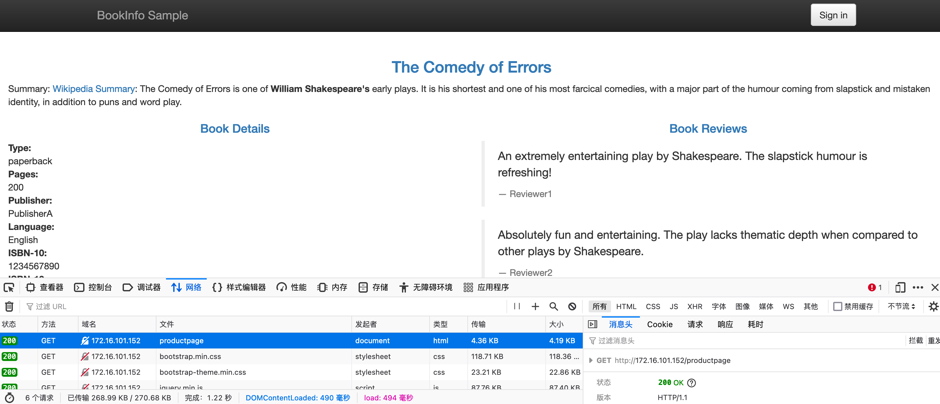 BookInfo Sample
Sign in
The Comedy of Errors
Summary: Wikipedia Summary: The Comedy of Errors is one of William Shakespeare's early plays. It is his shortest and one of his most farcical comedies, with a major part of the humour coming from slapstick and mistaken
identity, in addition to puns and word play.
Book Details
Type:
paperback
Pages:
200
Publisher:
PublisherA
Language:
English
ISBN-10:
1234567890
Book Reviews
An extremely entertaining play by Shakespeare. The slapstick humour is
refreshing!
— Reviewer1
Absolutely fun and entertaining. The play lacks thematic depth when compared to
other plays by Shakespeare.
— Reviewer2
查看器 控制台 调试器 网络 样式编辑器 性能 内存 存储 无障碍环境 应用程序 1
过滤 URL
所有 HTML CSS JS XHR 字体 图像 媒体 WS 其他 禁用缓存 不节流
状态 方法 域名 文件 发起者 类型 传输 大小
200 GET 172.16.101.152 productpage document html 4.36 KB 4.19 KB
200 GET 172.16.101.152 bootstrap.min.css stylesheet css 118.71 KB 118.36 ...
200 GET 172.16.101.152 bootstrap-theme.min.css stylesheet css 23.21 KB 22.86 KB
200 GET 172.16.101.152 jquery.min.js script js 87.76 KB 87.40 KB
6 个请求 已传输 268.99 KB / 270.68 KB 完成：1.22 秒 DOMContentLoaded: 490 毫秒 load: 494 毫秒
消息头 Cookie 请求 响应 耗时
过滤消息头 拦截 重发
GET http://172.16.101.152/productpage
状态 200 OK
版本 HTTP/1.1